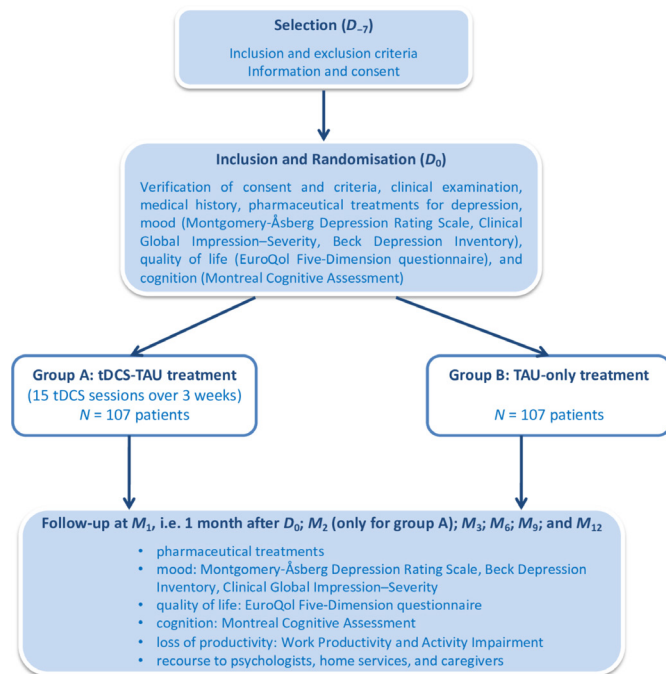 Selection (D₋₇)
Inclusion and exclusion criteria
Information and consent
Inclusion and Randomisation (D₀)
Verification of consent and criteria, clinical examination,
medical history, pharmaceutical treatments for depression,
mood (Montgomery-Åsberg Depression Rating Scale, Clinical
Global Impression–Severity, Beck Depression Inventory),
quality of life (EuroQol Five-Dimension questionnaire), and
cognition (Montreal Cognitive Assessment)
Group A: tDCS-TAU treatment
(15 tDCS sessions over 3 weeks)
N = 107 patients
Group B: TAU-only treatment
N = 107 patients
Follow-up at M₁, i.e. 1 month after D₀; M₂ (only for group A); M₃; M₆; M₉; and M₁₂
• pharmaceutical treatments
• mood: Montgomery-Åsberg Depression Rating Scale, Beck Depression
Inventory, Clinical Global Impression–Severity
• quality of life: EuroQol Five-Dimension questionnaire
• cognition: Montreal Cognitive Assessment
• loss of productivity: Work Productivity and Activity Impairment
• recourse to psychologists, home services, and caregivers